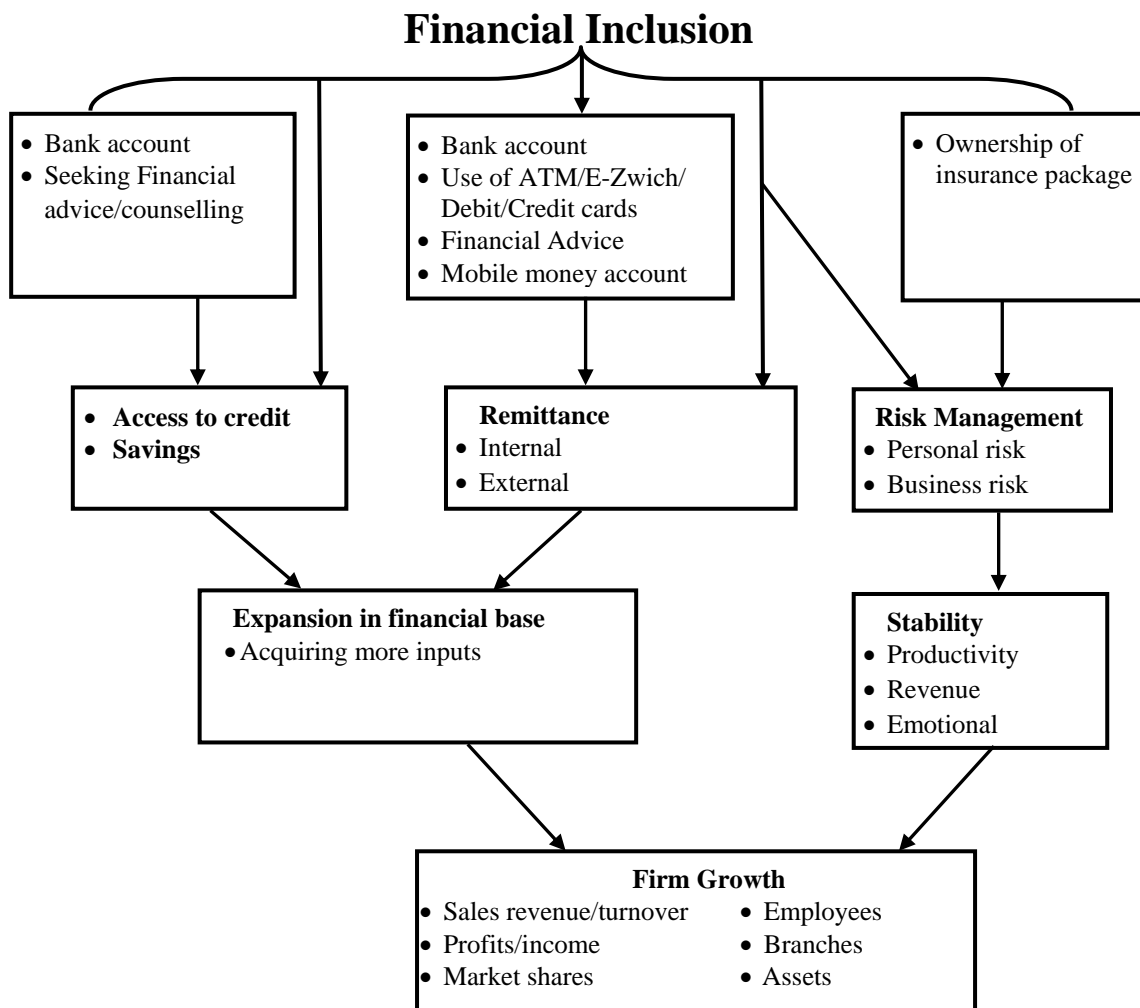 Financial Inclusion
• Bank account
• Seeking Financial
advice/counselling
• Bank account
• Use of ATM/E-Zwich/
Debit/Credit cards
• Financial Advice
• Mobile money account
• Ownership of
insurance package
• Access to credit
• Savings
Remittance
• Internal
• External
Risk Management
• Personal risk
• Business risk
Expansion in financial base
• Acquiring more inputs
Stability
• Productivity
• Revenue
• Emotional
Firm Growth
• Sales revenue/turnover
• Profits/income
• Market shares
• Employees
• Branches
• Assets